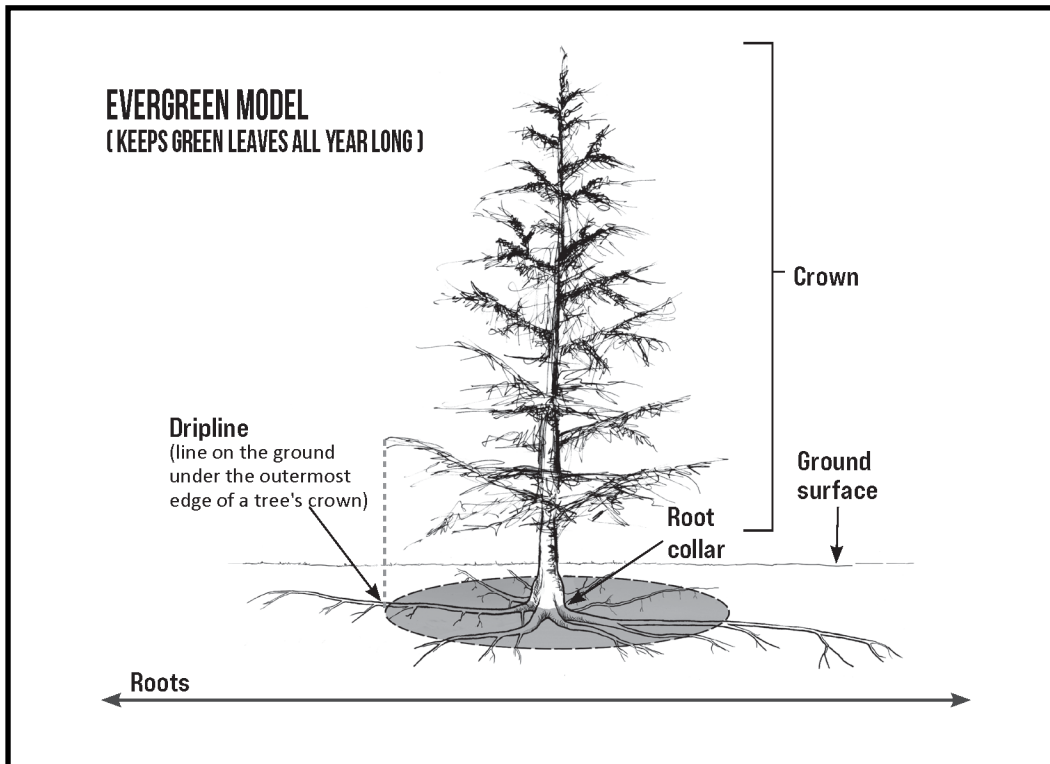 EVERGREEN MODEL
( KEEPS GREEN LEAVES ALL YEAR LONG )
Crown
Dripline
(line on the ground
under the outermost
edge of a tree's crown)
Ground
surface
Root
collar
Roots